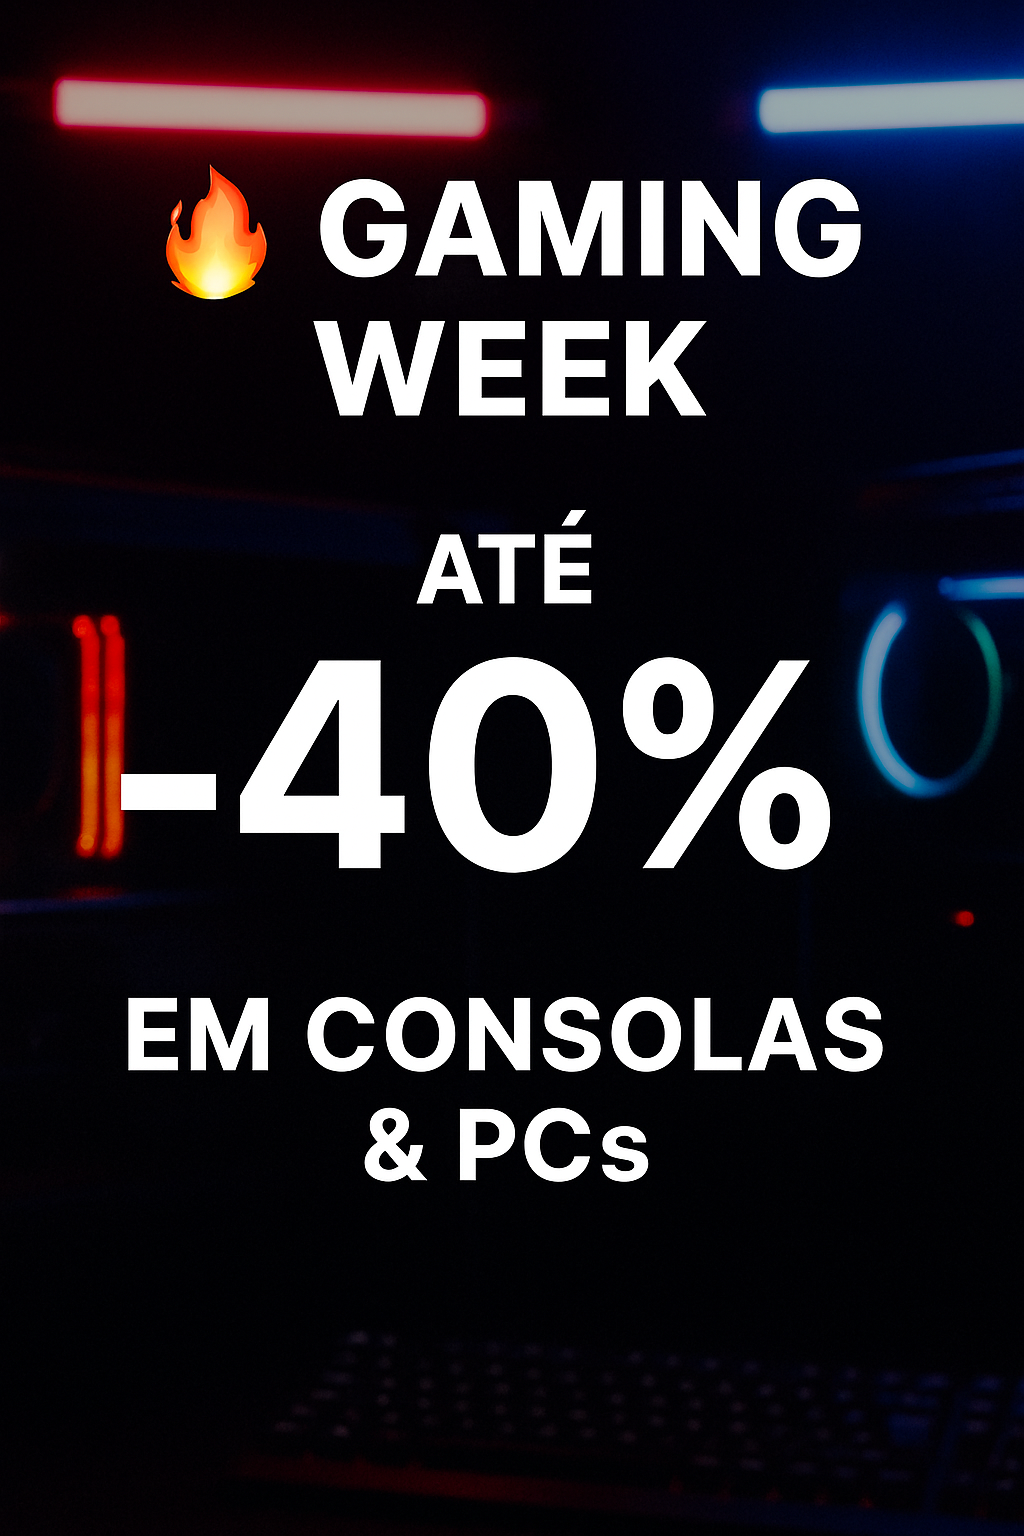 🔥 GAMING
WEEK
ATÉ
-40%
EM CONSOLAS
& PCs